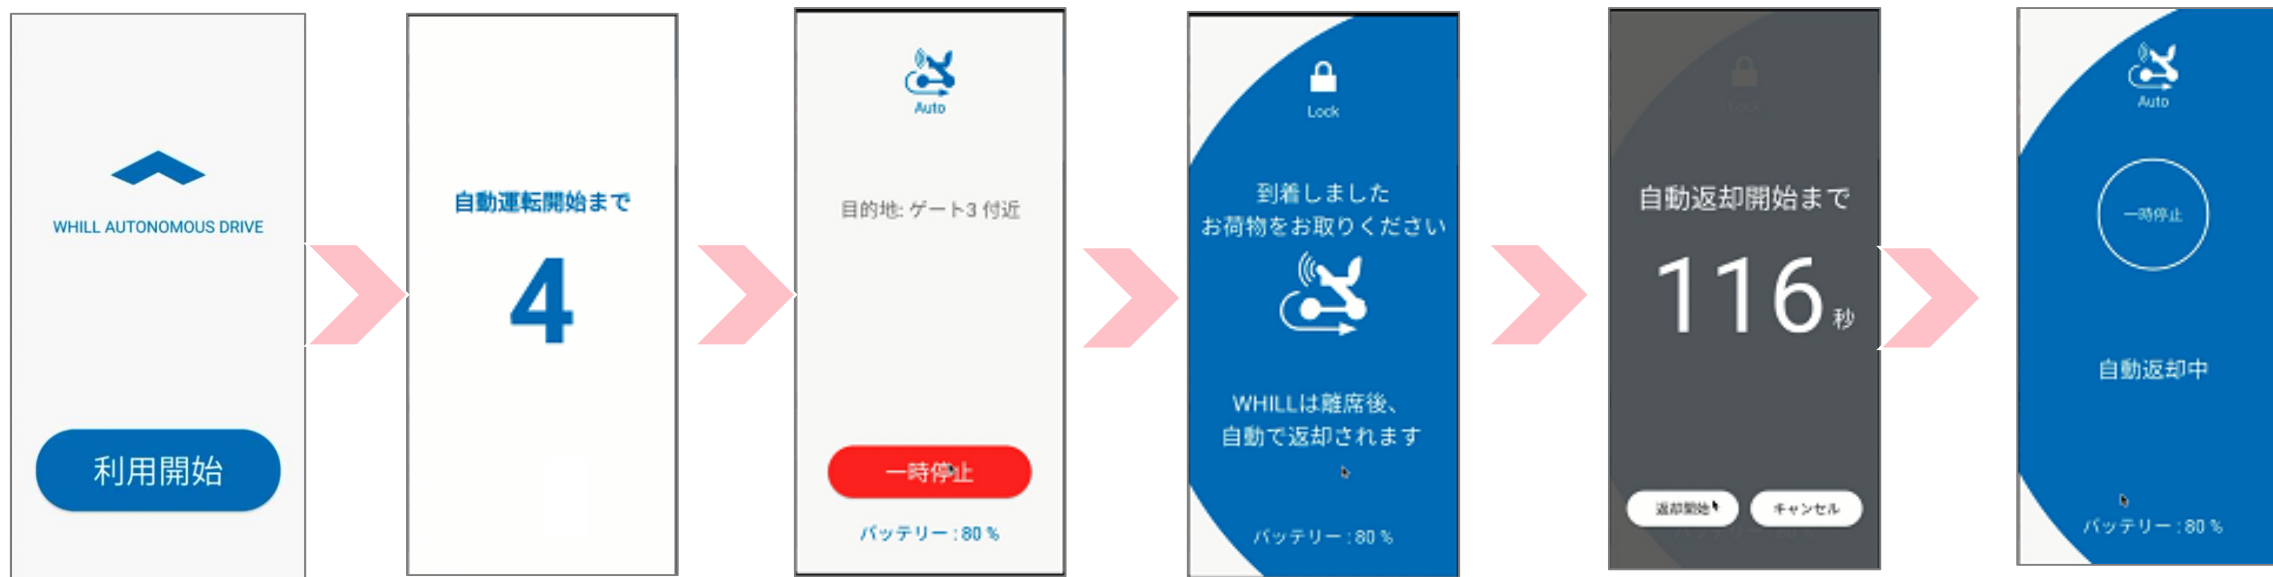 WHILL AUTONOMOUS DRIVE
利用開始
自動運転開始まで
4
Auto
目的地: ゲート3 付近
一時停止
バッテリー : 80 %
Lock
到着しました
お荷物をお取りください
WHILLは離席後、
自動で返却されます
バッテリー : 80 %
自動返却開始まで
116 秒
返却開始
キャンセル
Auto
一時停止
自動返却中
バッテリー : 80 %